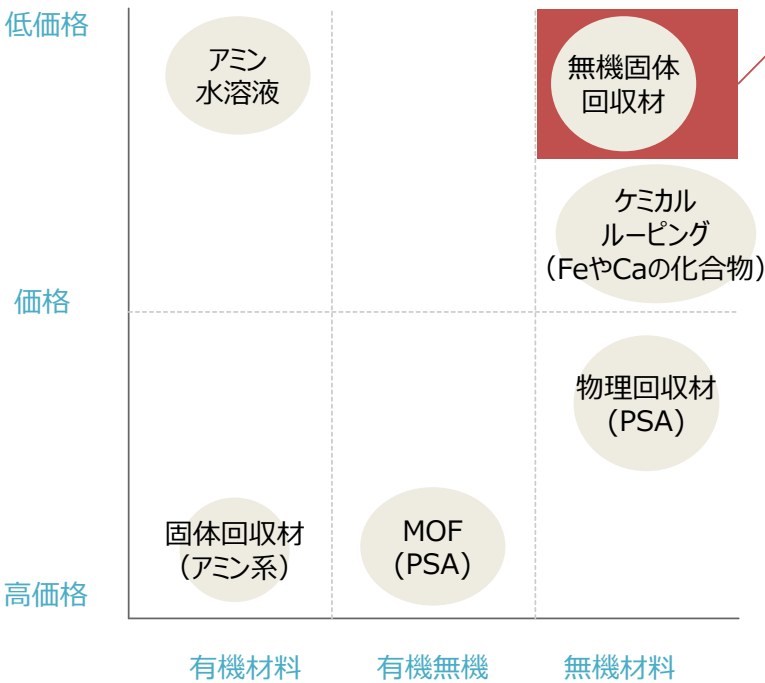 低価格
アミン
水溶液
無機固体
回収材
ケミカル
ルーピング
（FeやCaの化合物）
価格
物理回収材
(PSA)
固体回収材
（アミン系）
MOF
(PSA)
高価格
有機材料
有機無機
無機材料